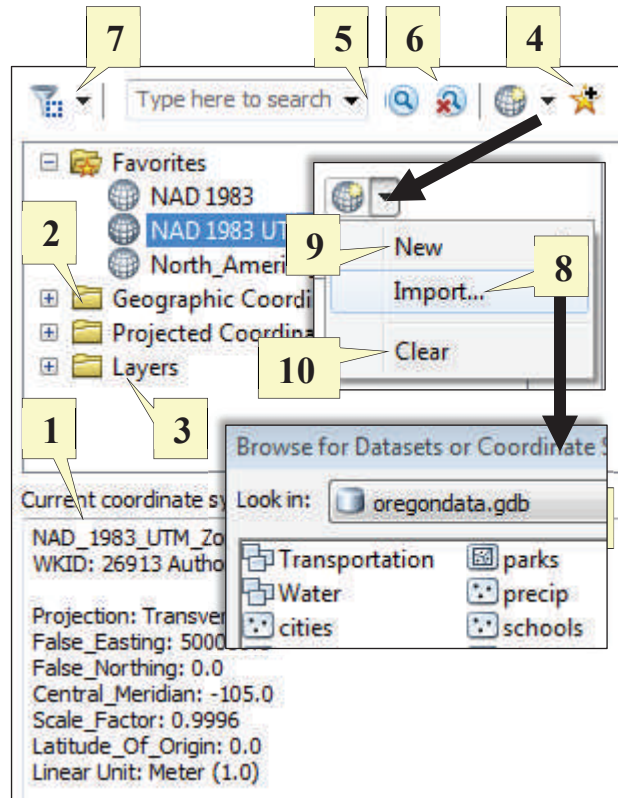 7
5
6
4
Type here to search
Favorites
NAD 1983
NAD 1983 UT
North_Ameri
2
Geographic Coordi
Projected Coordina
Layers
9
New
8
Import...
10
Clear
1
3
Browse for Datasets or Coordinate S
Current coordinate sy
Look in:
oregondata.gdb
NAD_1983_UTM_Zo
WKID: 26913 Autho
Transportation
parks
Water
precip
cities
schools
Projection: Transver
False_Easting:
False_Northing: 0.0
Central_Meridian: -105.0
Scale_Factor: 0.9996
Latitude_Of_Origin: 0.0
Linear Unit: Meter (1.0)